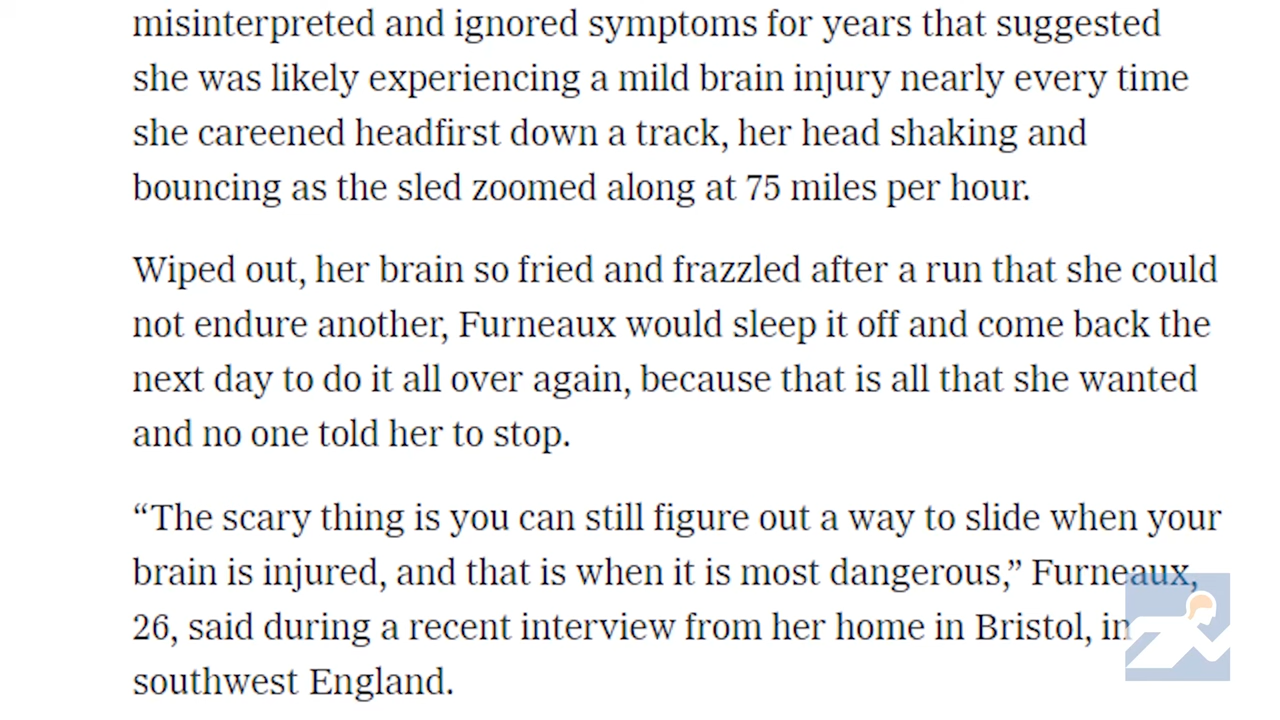 misinterpreted and ignored symptoms for years that suggested
she was likely experiencing a mild brain injury nearly every time
she careened headfirst down a track, her head shaking and
bouncing as the sled zoomed along at 75 miles per hour.
Wiped out, her brain so fried and frazzled after a run that she could
not endure another, Furneaux would sleep it off and come back the
next day to do it all over again, because that is all that she wanted
and no one told her to stop.
“The scary thing is you can still figure out a way to slide when your
brain is injured, and that is when it is most dangerous,” Furneaux,
26, said during a recent interview from her home in Bristol, in
southwest England.